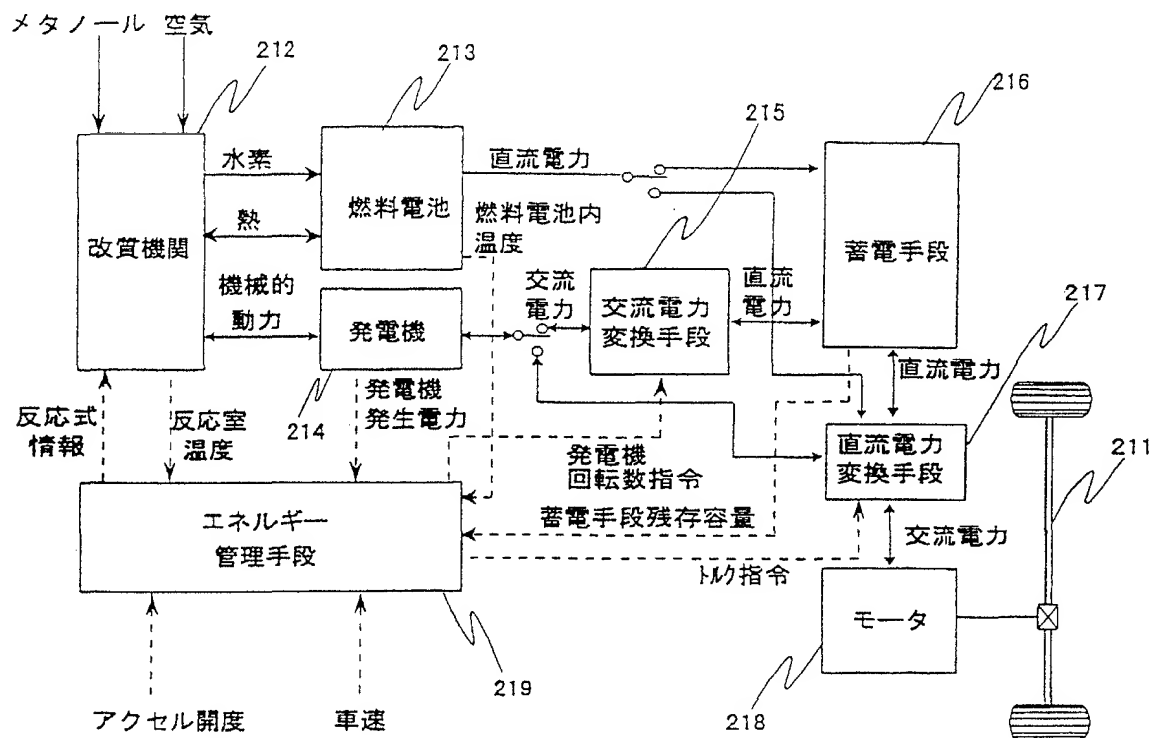 メタノール 空気
212
213
216
215
水素
直流電力
熱
燃料電池
燃料電池内
温度
改質機関
蓄電手段
機械的
動力
交流
電力
交流電力
変換手段
直流
電力
217
発電機
直流電力
反応式
情報
反応室
温度
214
発電機
発生電力
直流電力
変換手段
211
発電機
回転数指令
エネルギー
管理手段
蓄電手段残存容量
交流電力
トルク指令
モータ
219
218
アクセル開度
車速